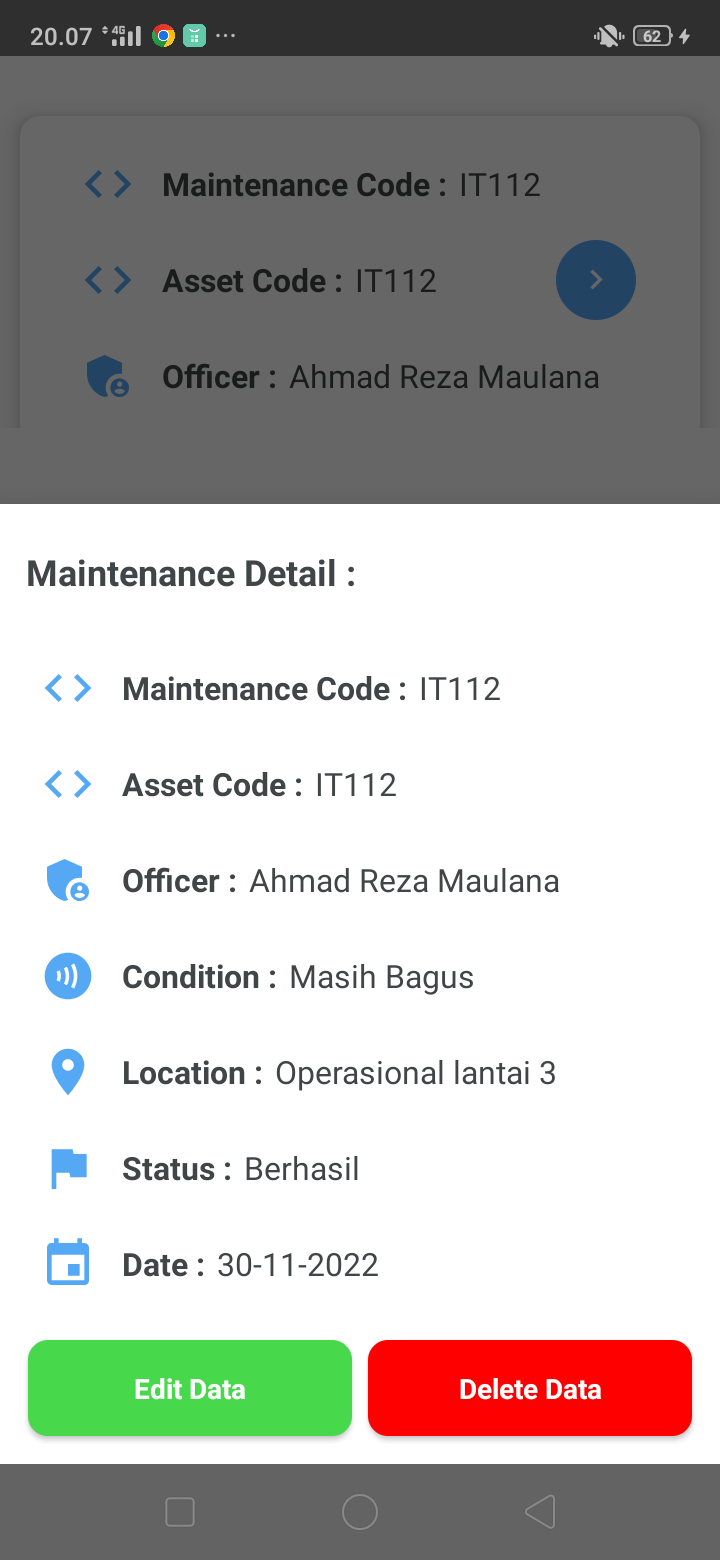 20.07 4G 62
Maintenance Code : IT112
Asset Code : IT112
Officer : Ahmad Reza Maulana
Maintenance Detail :
Maintenance Code : IT112
Asset Code : IT112
Officer : Ahmad Reza Maulana
Condition : Masih Bagus
Location : Operasional lantai 3
Status : Berhasil
Date : 30-11-2022
Edit Data Delete Data